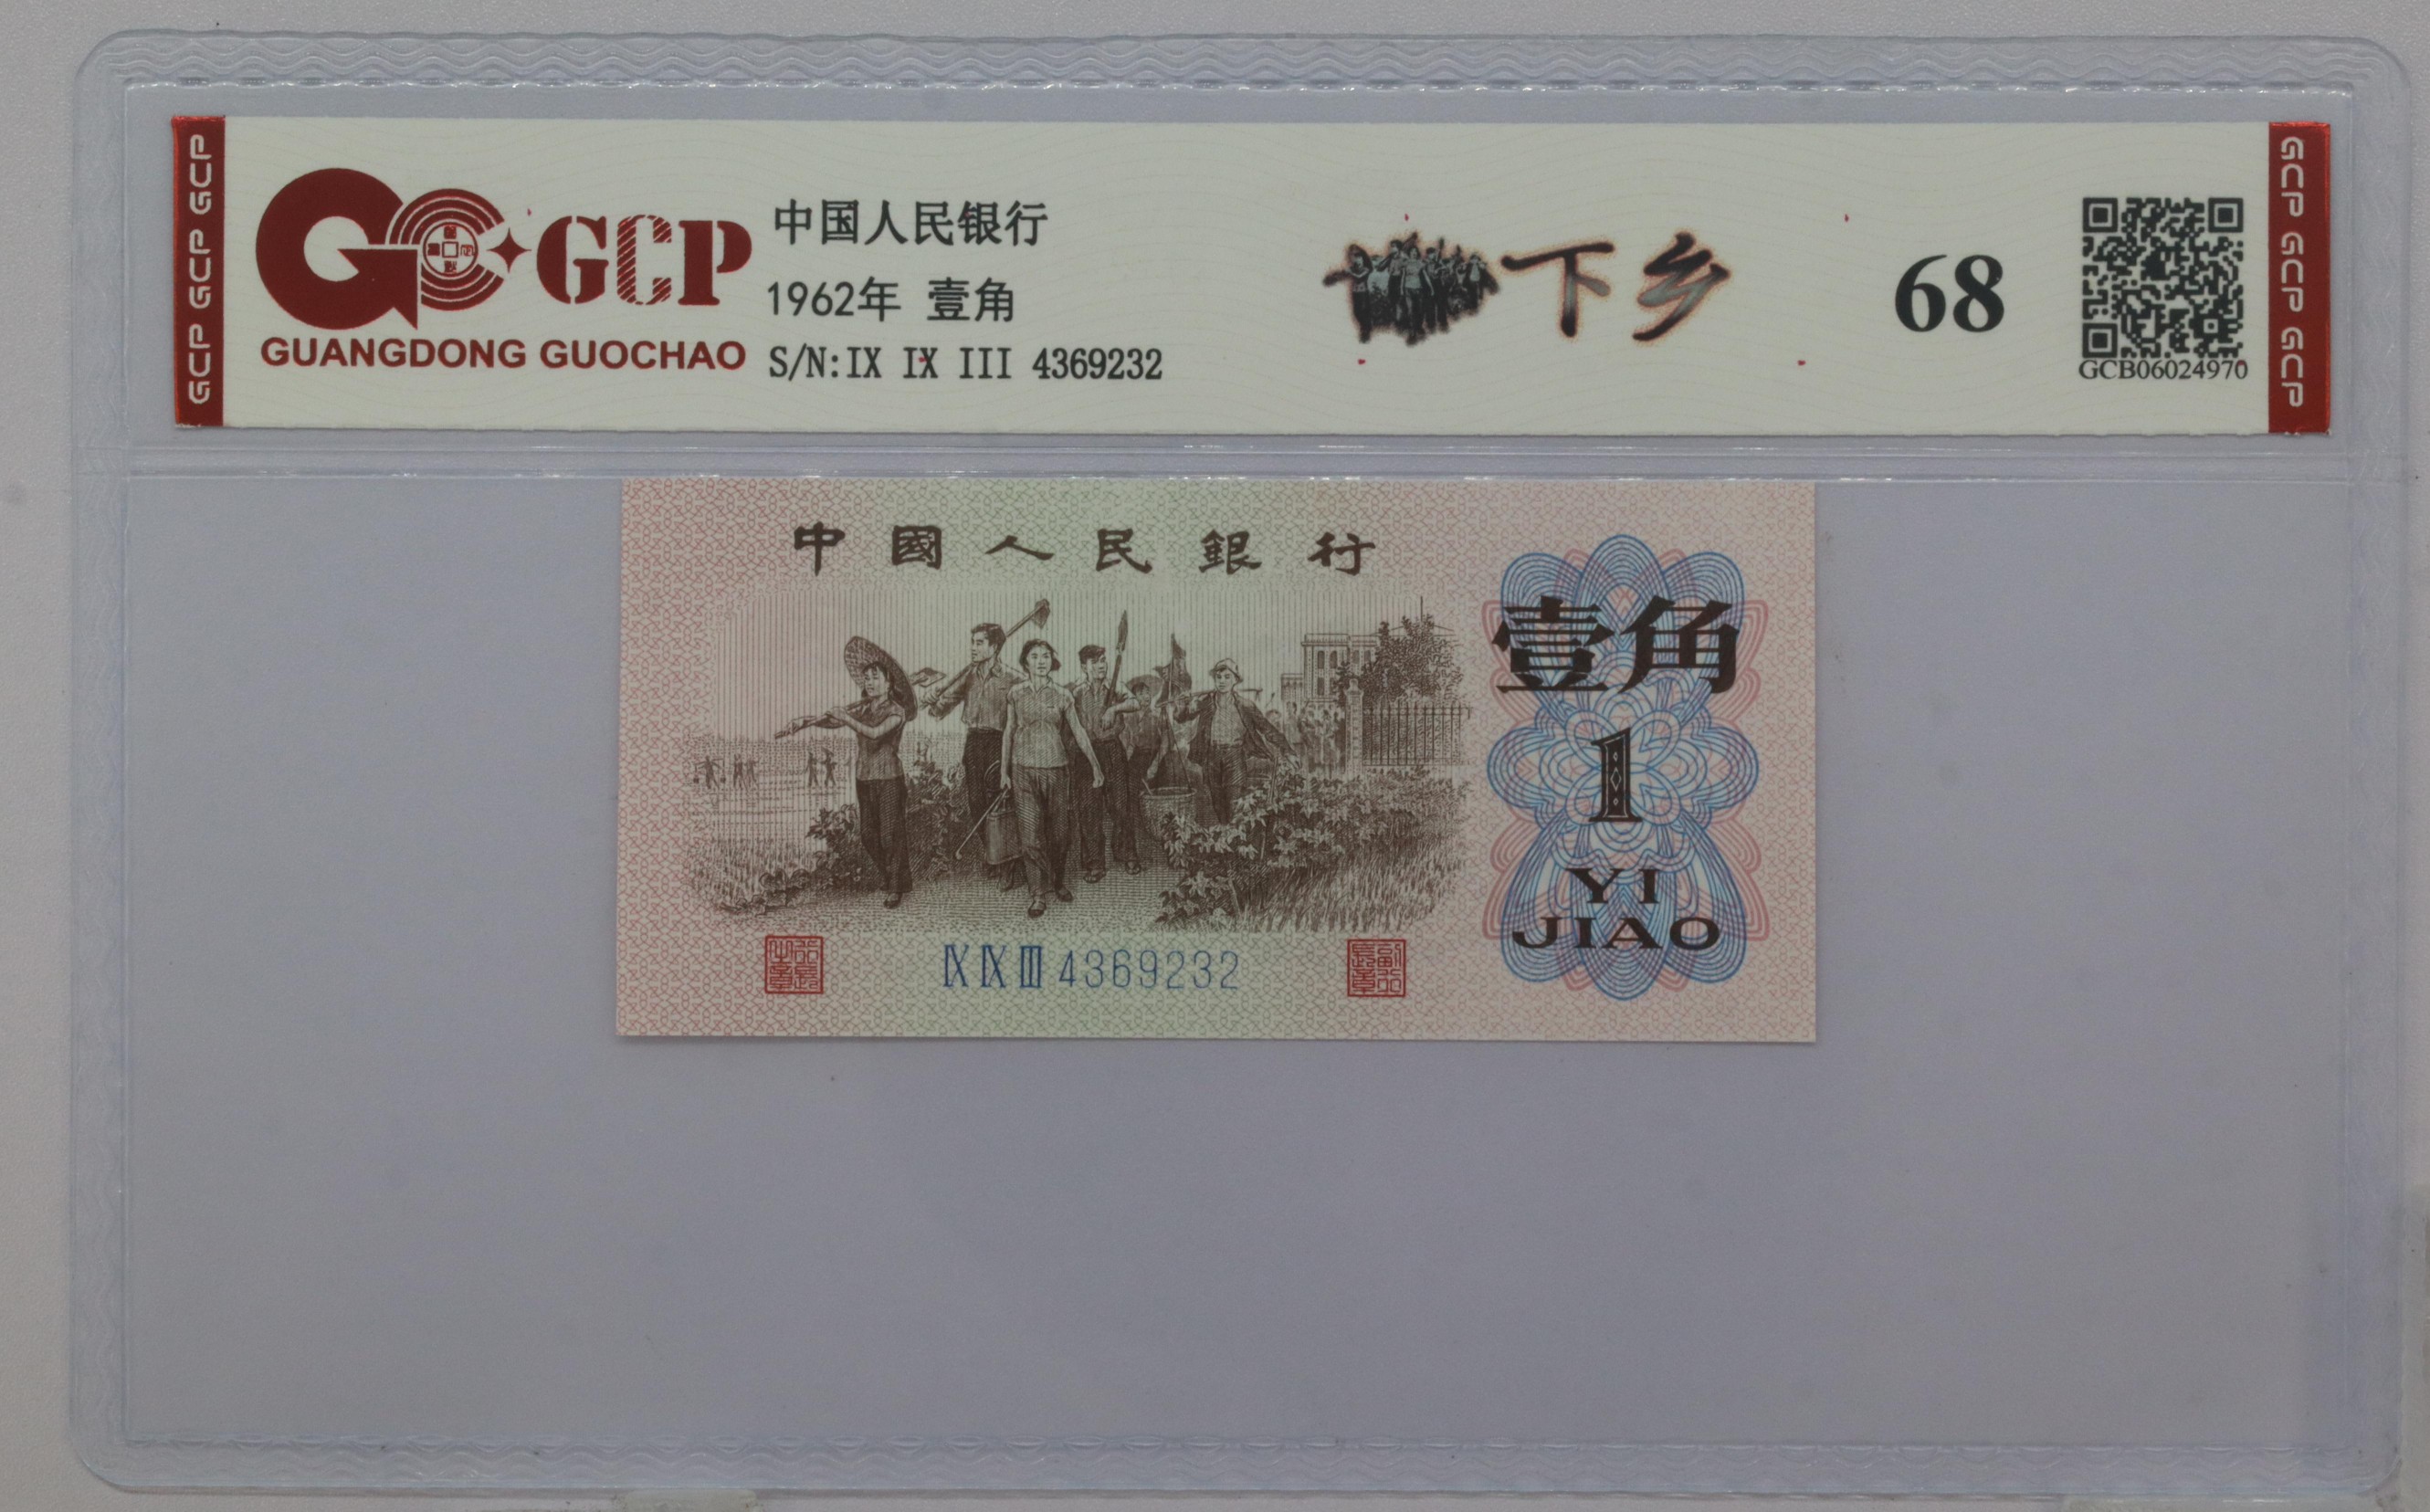 GCP GCP GCP
GCP
GUANGDONG GUOCHAO
中国人民银行
1962年 壹角
S/N:IX IX III 4369232
下乡
68
GCB06024970
GCP GCP GCP
中國人民銀行
壹角
1
YI
JIAO
IX IX III 4369232